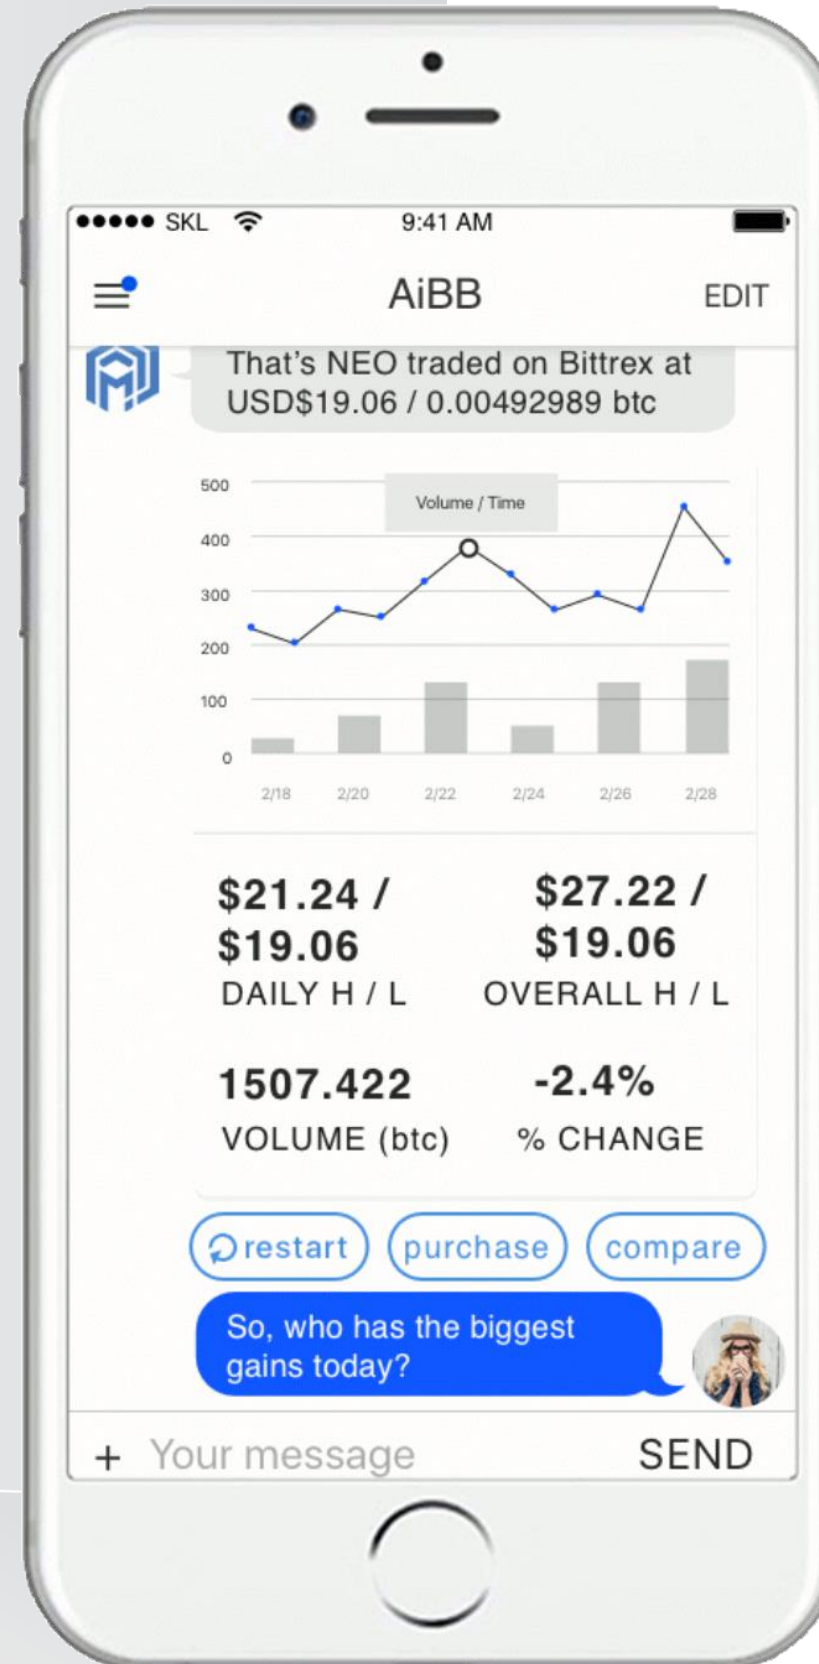 SKL 9:41 AM
AiBB EDIT
That's NEO traded on Bittrex at
USD$19.06 / 0.00492989 btc
500
Volume / Time
400
300
200
100
0
2/18 2/20 2/22 2/24 2/26 2/28
$21.24 / $27.22 /
$19.06 $19.06
DAILY H / L OVERALL H / L
1507.422 -2.4%
VOLUME (btc) % CHANGE
restart purchase compare
So, who has the biggest
gains today?
+ Your message SEND